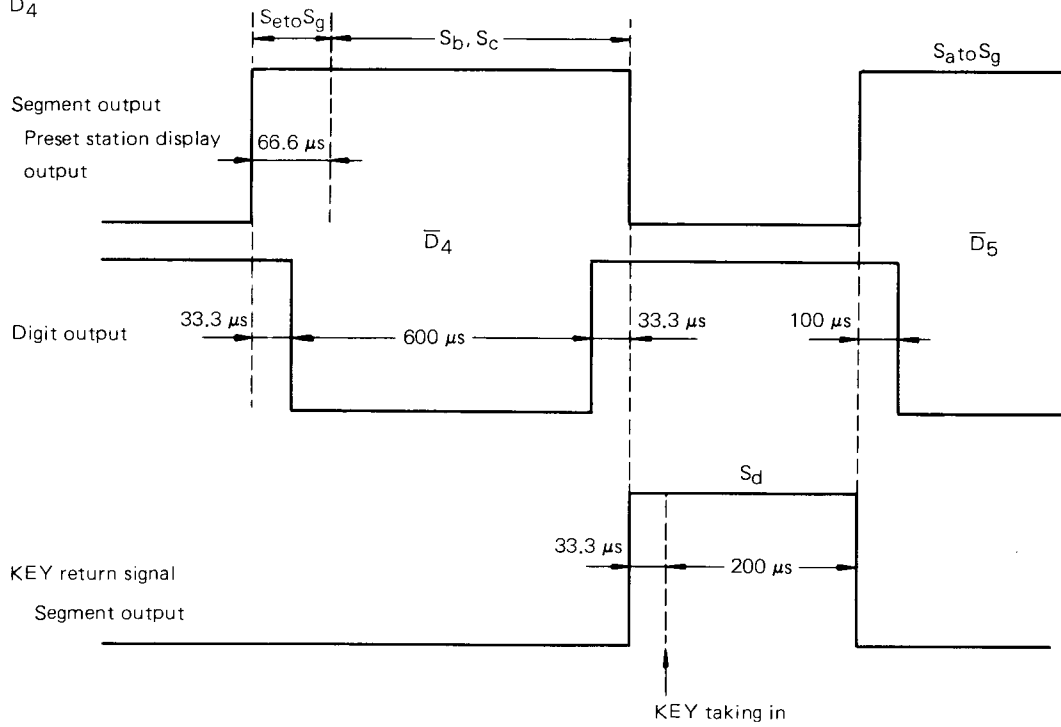 D4
SetoSg
Sb, Sc
SatoSg
Segment output
Preset station display
output
66.6 μs
D̅4
D̅5
Digit output
33.3 μs
600 μs
33.3 μs
100 μs
Sd
33.3 μs
200 μs
KEY return signal
Segment output
KEY taking in